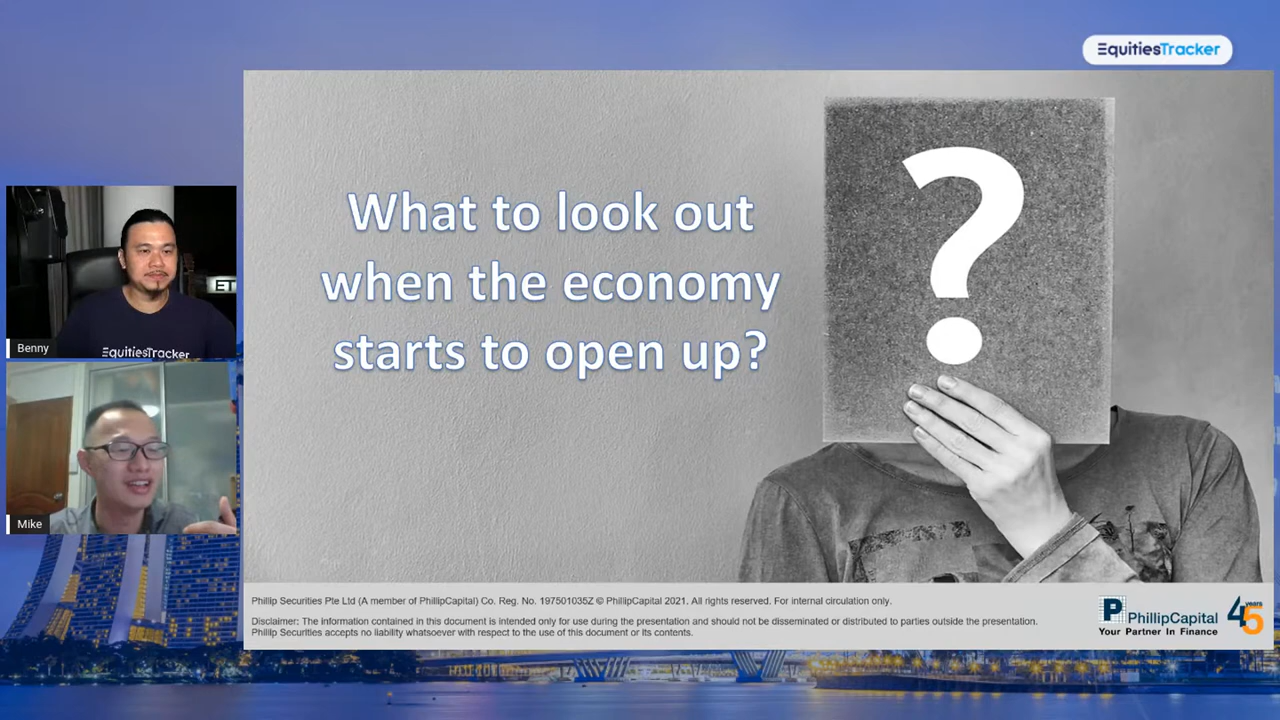 EquitiesTracker
What to look out
when the economy
starts to open up?
?
ET
Benny
EquitiesTracker
Mike
Phillip Securities Pte Ltd (A member of PhillipCapital) Co. Reg. No. 197501035Z © PhillipCapital 2021. All rights reserved. For internal circulation only.
Disclaimer: The information contained in this document is intended only for use during the presentation and should not be disseminated or distributed to parties outside the presentation.
Phillip Securities accepts no liability whatsoever with respect to the use of this document or its contents.
P PhillipCapital
Your Partner In Finance
45 years